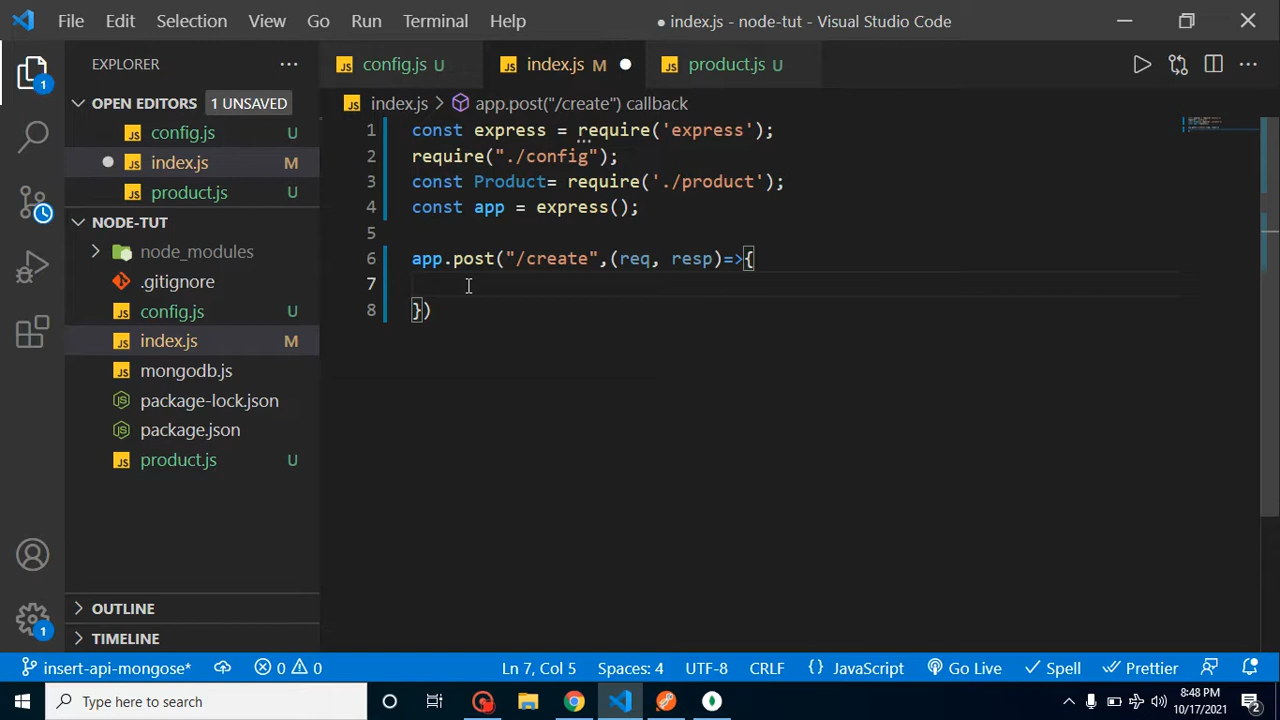 File Edit Selection View Go Run Terminal Help ● index.js - node-tut - Visual Studio Code
EXPLORER
config.js U index.js M product.js U
OPEN EDITORS 1 UNSAVED
index.js > app.post("/create") callback
config.js U
index.js M
product.js U
NODE-TUT
node_modules
.gitignore
config.js U
index.js M
mongodb.js
package-lock.json
package.json
product.js U
OUTLINE
TIMELINE
1
1
1 const express = require('express');
2 require("./config");
3 const Product= require('./product');
4 const app = express();
5
6 app.post("/create",(req, resp)=>{
7
8 })
insert-api-mongose* 0 0 Ln 7, Col 5 Spaces: 4 UTF-8 CRLF {} JavaScript Go Live Spell Prettier
Type here to search
8:48 PM
10/17/2021
2